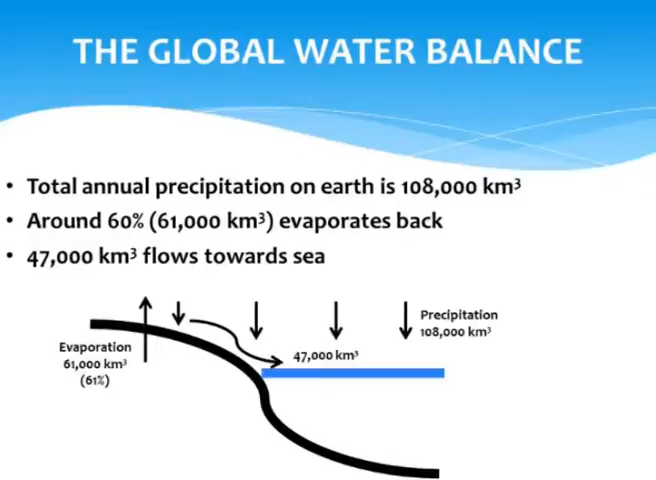 THE GLOBAL WATER BALANCE
• Total annual precipitation on earth is 108,000 km³
• Around 60% (61,000 km³) evaporates back
• 47,000 km³ flows towards sea
Precipitation
108,000 km³
Evaporation
61,000 km³
(61%)
47,000 km³